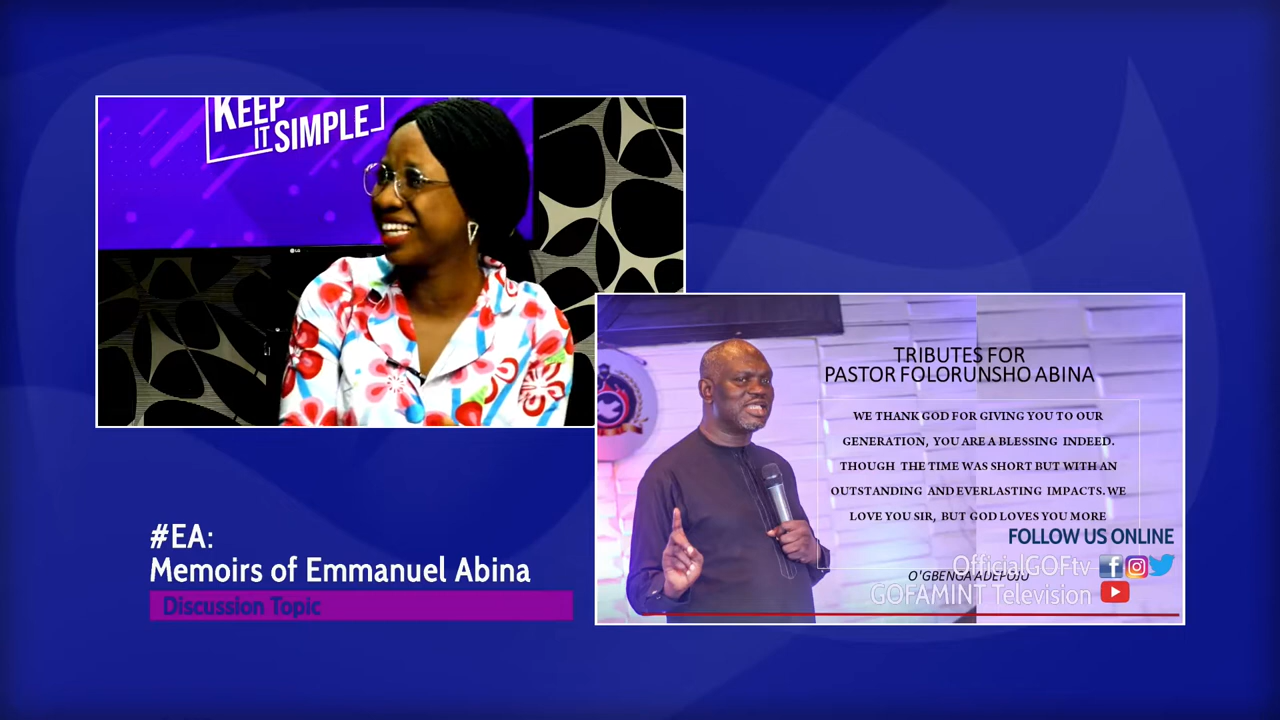 KEEP
IT SIMPLE
LG
TRIBUTES FOR
PASTOR FOLORUNSHO ABINA
WE THANK GOD FOR GIVING YOU TO OUR
GENERATION, YOU ARE A BLESSING INDEED.
THOUGH THE TIME WAS SHORT BUT WITH AN
OUTSTANDING AND EVERLASTING IMPACTS. WE
LOVE YOU SIR, BUT GOD LOVES YOU MORE
FOLLOW US ONLINE
OfficialGOFtv
O'GBENGA ADEPOJU
GOFAMINT Television
#EA:
Memoirs of Emmanuel Abina
Discussion Topic